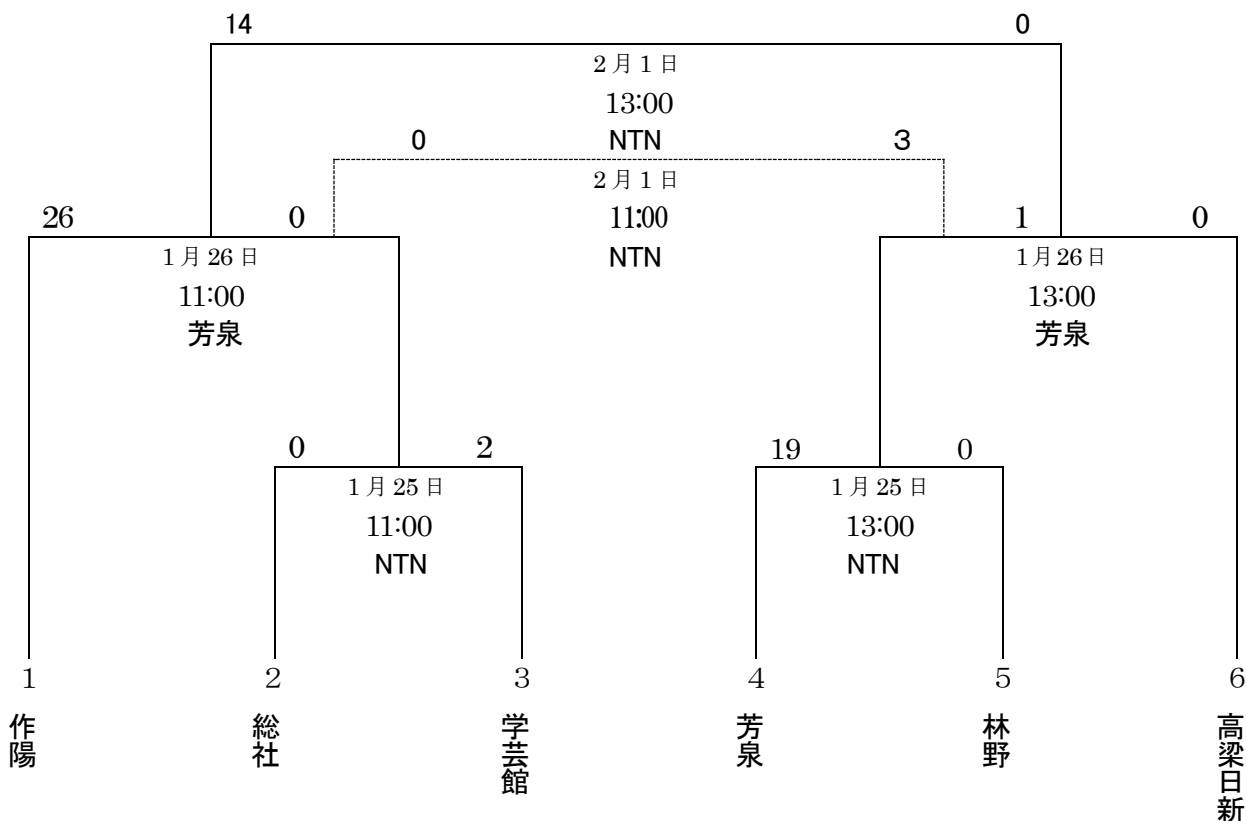 14 0
2月1日
13:00
NTN
0 3
2月1日
11:00
NTN
26 0
1月26日
11:00
芳泉
1 0
1月26日
13:00
芳泉
0 2
1月25日
11:00
NTN
19 0
1月25日
13:00
NTN
1 2 3 4 5 6
作陽
総社
学芸館
芳泉
林野
高梁日新